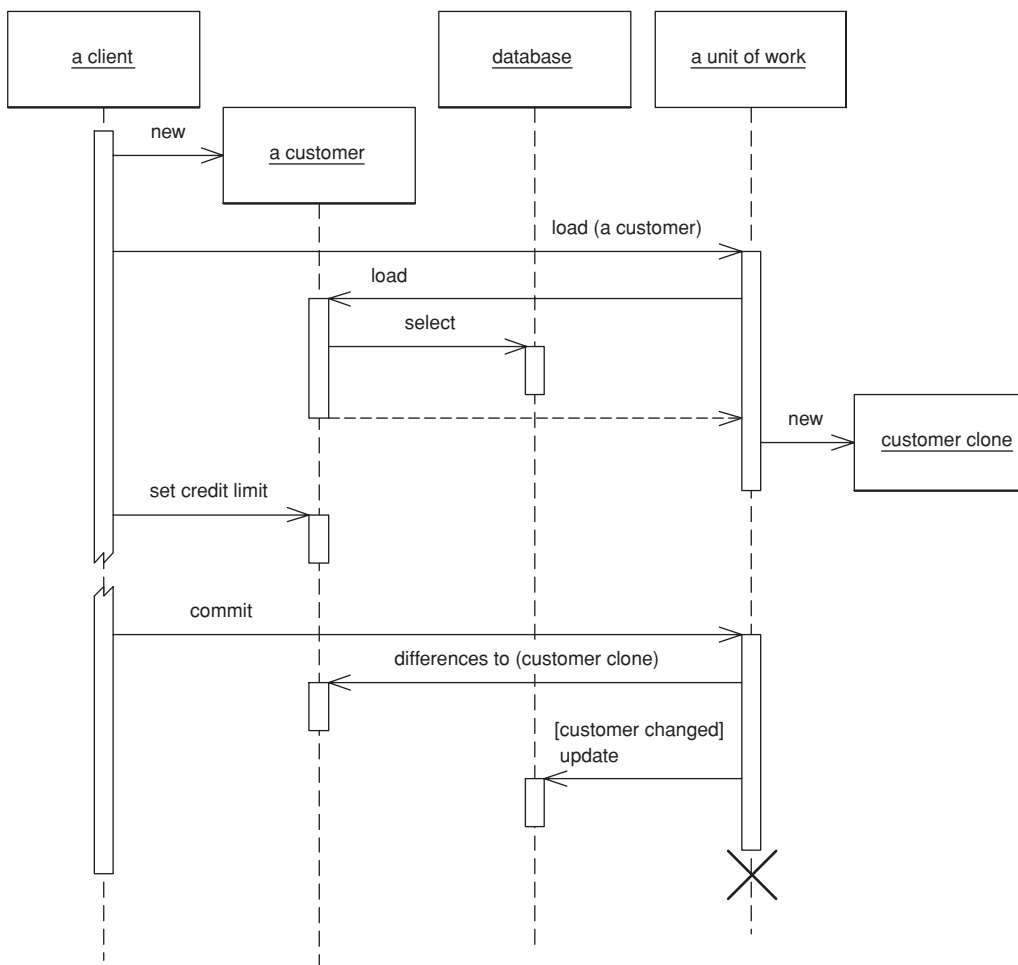 a client
database
a unit of work
new
a customer
load (a customer)
load
select
new
customer clone
set credit limit
commit
differences to (customer clone)
[customer changed]
update